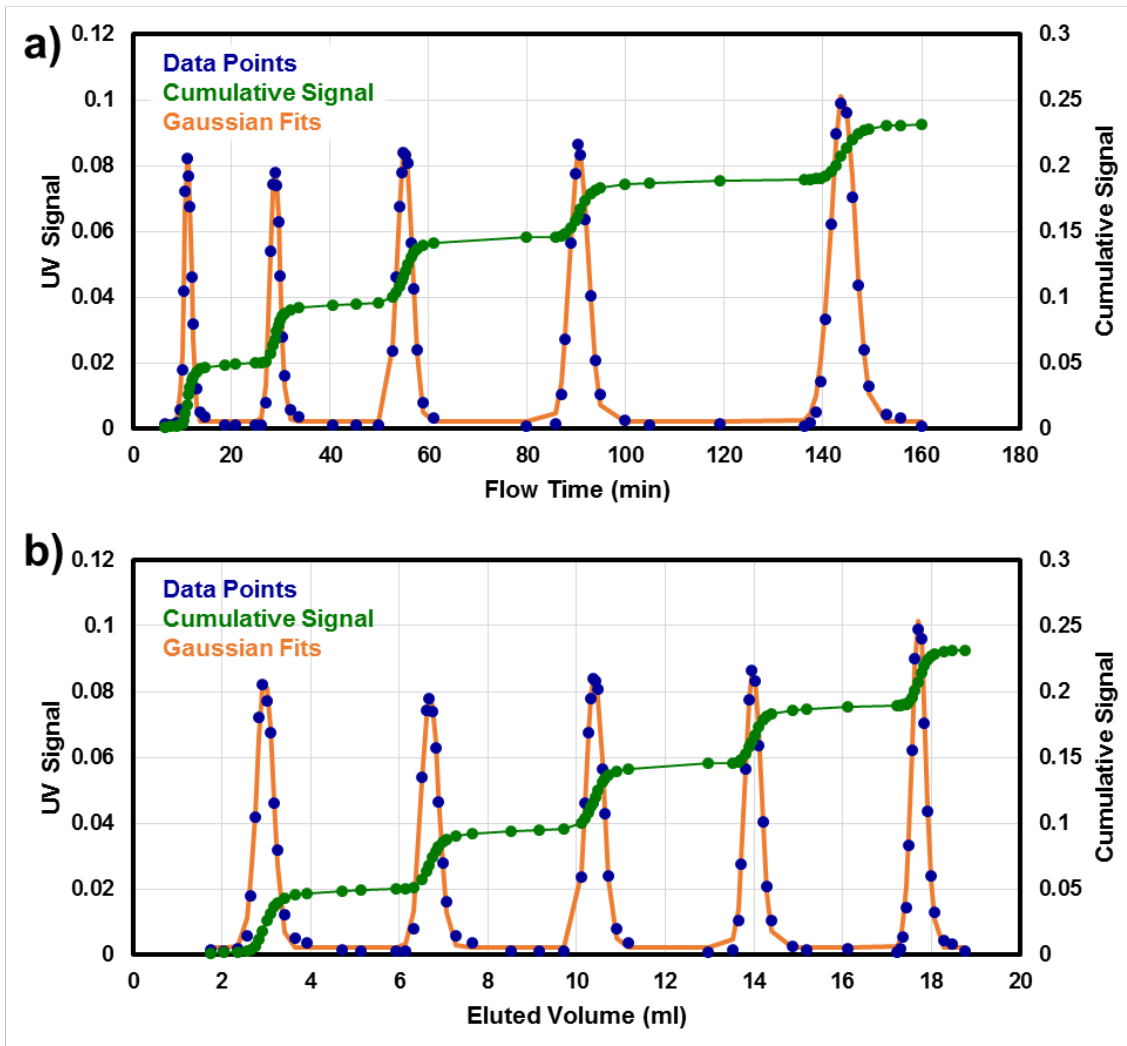 a)
0.12
0.1
0.08
0.06
0.04
0.02
0
UV Signal
Data Points
Cumulative Signal
Gaussian Fits
0.3
0.25
0.2
0.15
0.1
0.05
0
Cumulative Signal
0 20 40 60 80 100 120 140 160 180
Flow Time (min)
b)
0.12
0.1
0.08
0.06
0.04
0.02
0
UV Signal
Data Points
Cumulative Signal
Gaussian Fits
0.3
0.25
0.2
0.15
0.1
0.05
0
Cumulative Signal
0 2 4 6 8 10 12 14 16 18 20
Eluted Volume (ml)